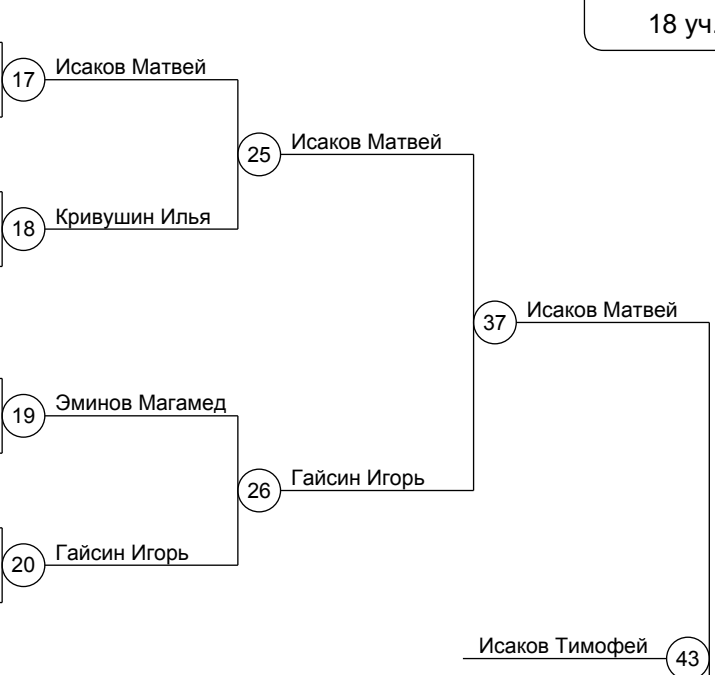 18 уч.
17 Исаков Матвей
25 Исаков Матвей
18 Кривушин Илья
37 Исаков Матвей
19 Эминов Магамед
26 Гайсин Игорь
20 Гайсин Игорь
Исаков Тимофей 43